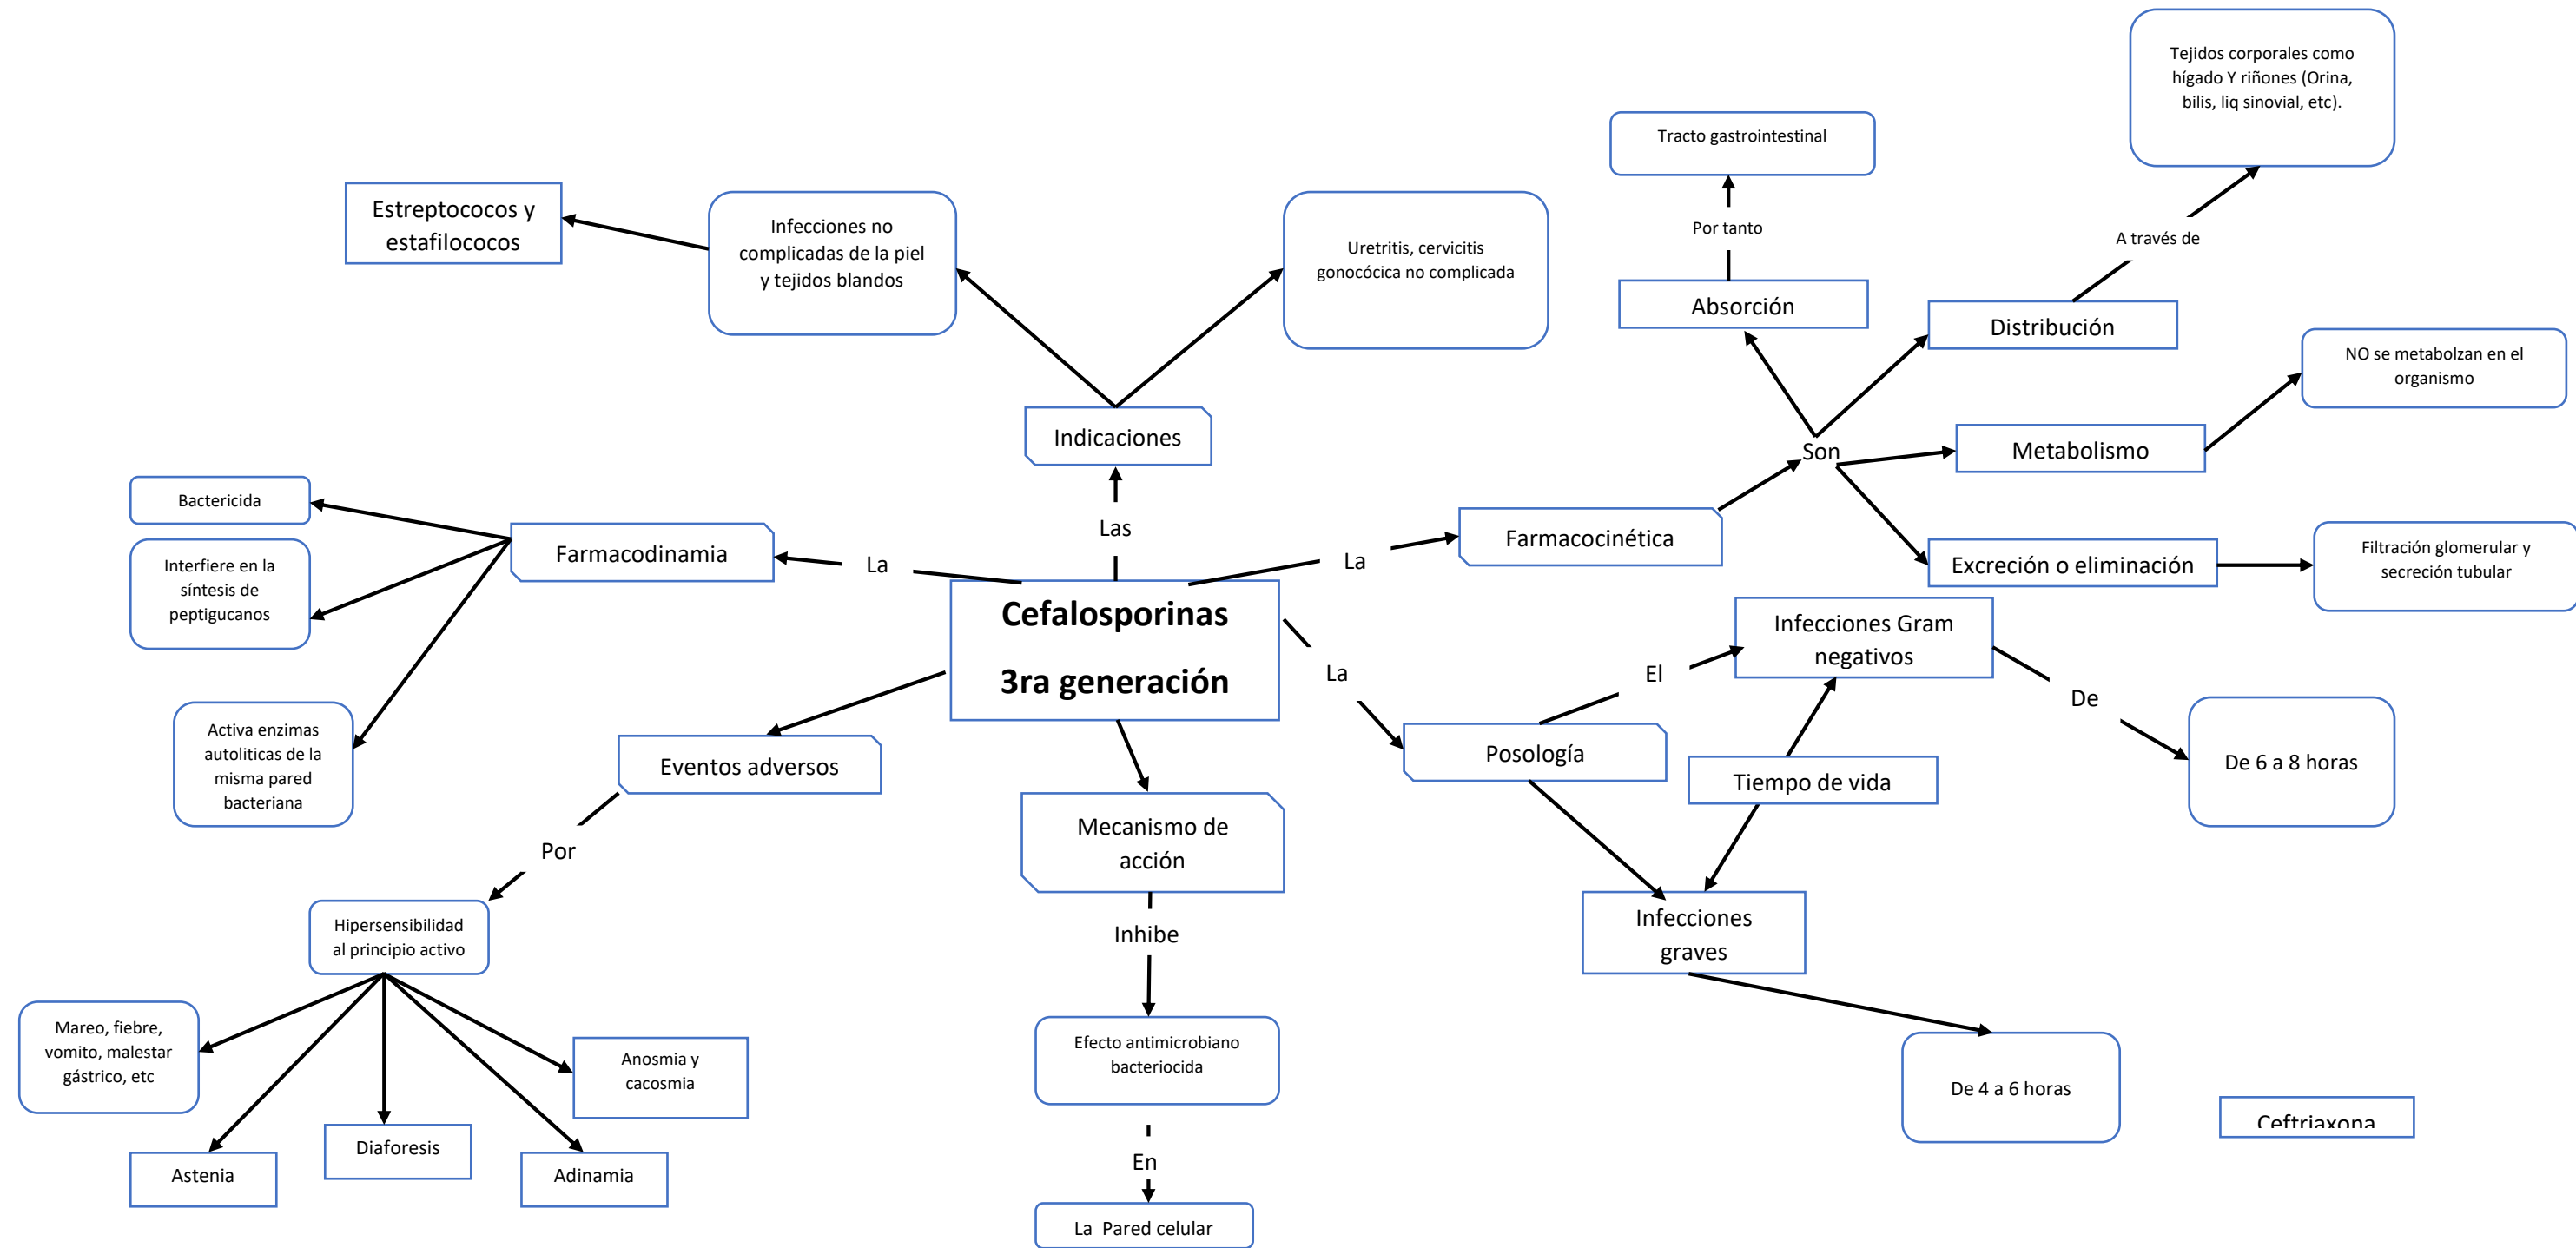 Tejidos corporales como
hígado Y riñones (Orina,
bilis, liq sinovial, etc).
Tracto gastrointestinal
Estreptococos y
estafilococos
Infecciones no
complicadas de la piel
y tejidos blandos
Uretritis, cervicitis
gonocócica no complicada
Por tanto
A través de
Absorción
Distribución
NO se metabolzan en el
organismo
Indicaciones
Son
Metabolismo
Bactericida
Las
Farmacodinamia
La
La
Farmacocinética
Excreción o eliminación
Filtración glomerular y
secreción tubular
Interfiere en la
síntesis de
peptigucanos
Cefalosporinas
3ra generación
Infecciones Gram
negativos
La
El
De
Activa enzimas
autoliticas de la
misma pared
bacteriana
Eventos adversos
Posología
Tiempo de vida
De 6 a 8 horas
Mecanismo de
acción
Por
Hipersensibilidad
al principio activo
Inhibe
Infecciones
graves
Mareo, fiebre,
vomito, malestar
gástrico, etc
Anosmia y
cacosmia
Efecto antimicrobiano
bacteriocida
De 4 a 6 horas
Ceftriaxona
Astenia
Diaforesis
Adinamia
En
La  Pared celular